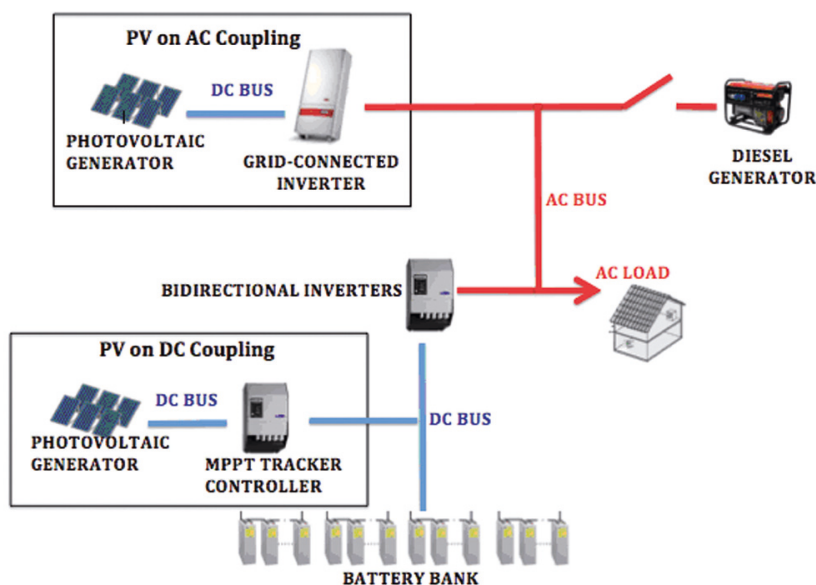 PV on AC Coupling
DC BUS
PHOTOVOLTAIC
GENERATOR
GRID-CONNECTED
INVERTER
DIESEL
GENERATOR
AC BUS
AC LOAD
BIDIRECTIONAL INVERTERS
PV on DC Coupling
DC BUS
PHOTOVOLTAIC
GENERATOR
MPPT TRACKER
CONTROLLER
DC BUS
BATTERY BANK